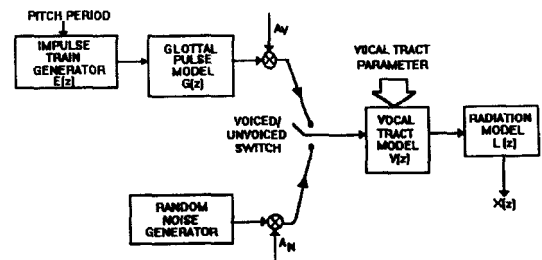 PITCH PERIOD
IMPULSE
TRAIN
GENERATOR
E[z]
GLOTTAL
PULSE
MODEL
G[z]
AV
VOCAL TRACT
PARAMETER
VOICED/
UNVOICED
SWITCH
VOCAL
TRACT
MODEL
V[z]
RADIATION
MODEL
L[z]
X[z]
RANDOM
NOISE
GENERATOR
AN